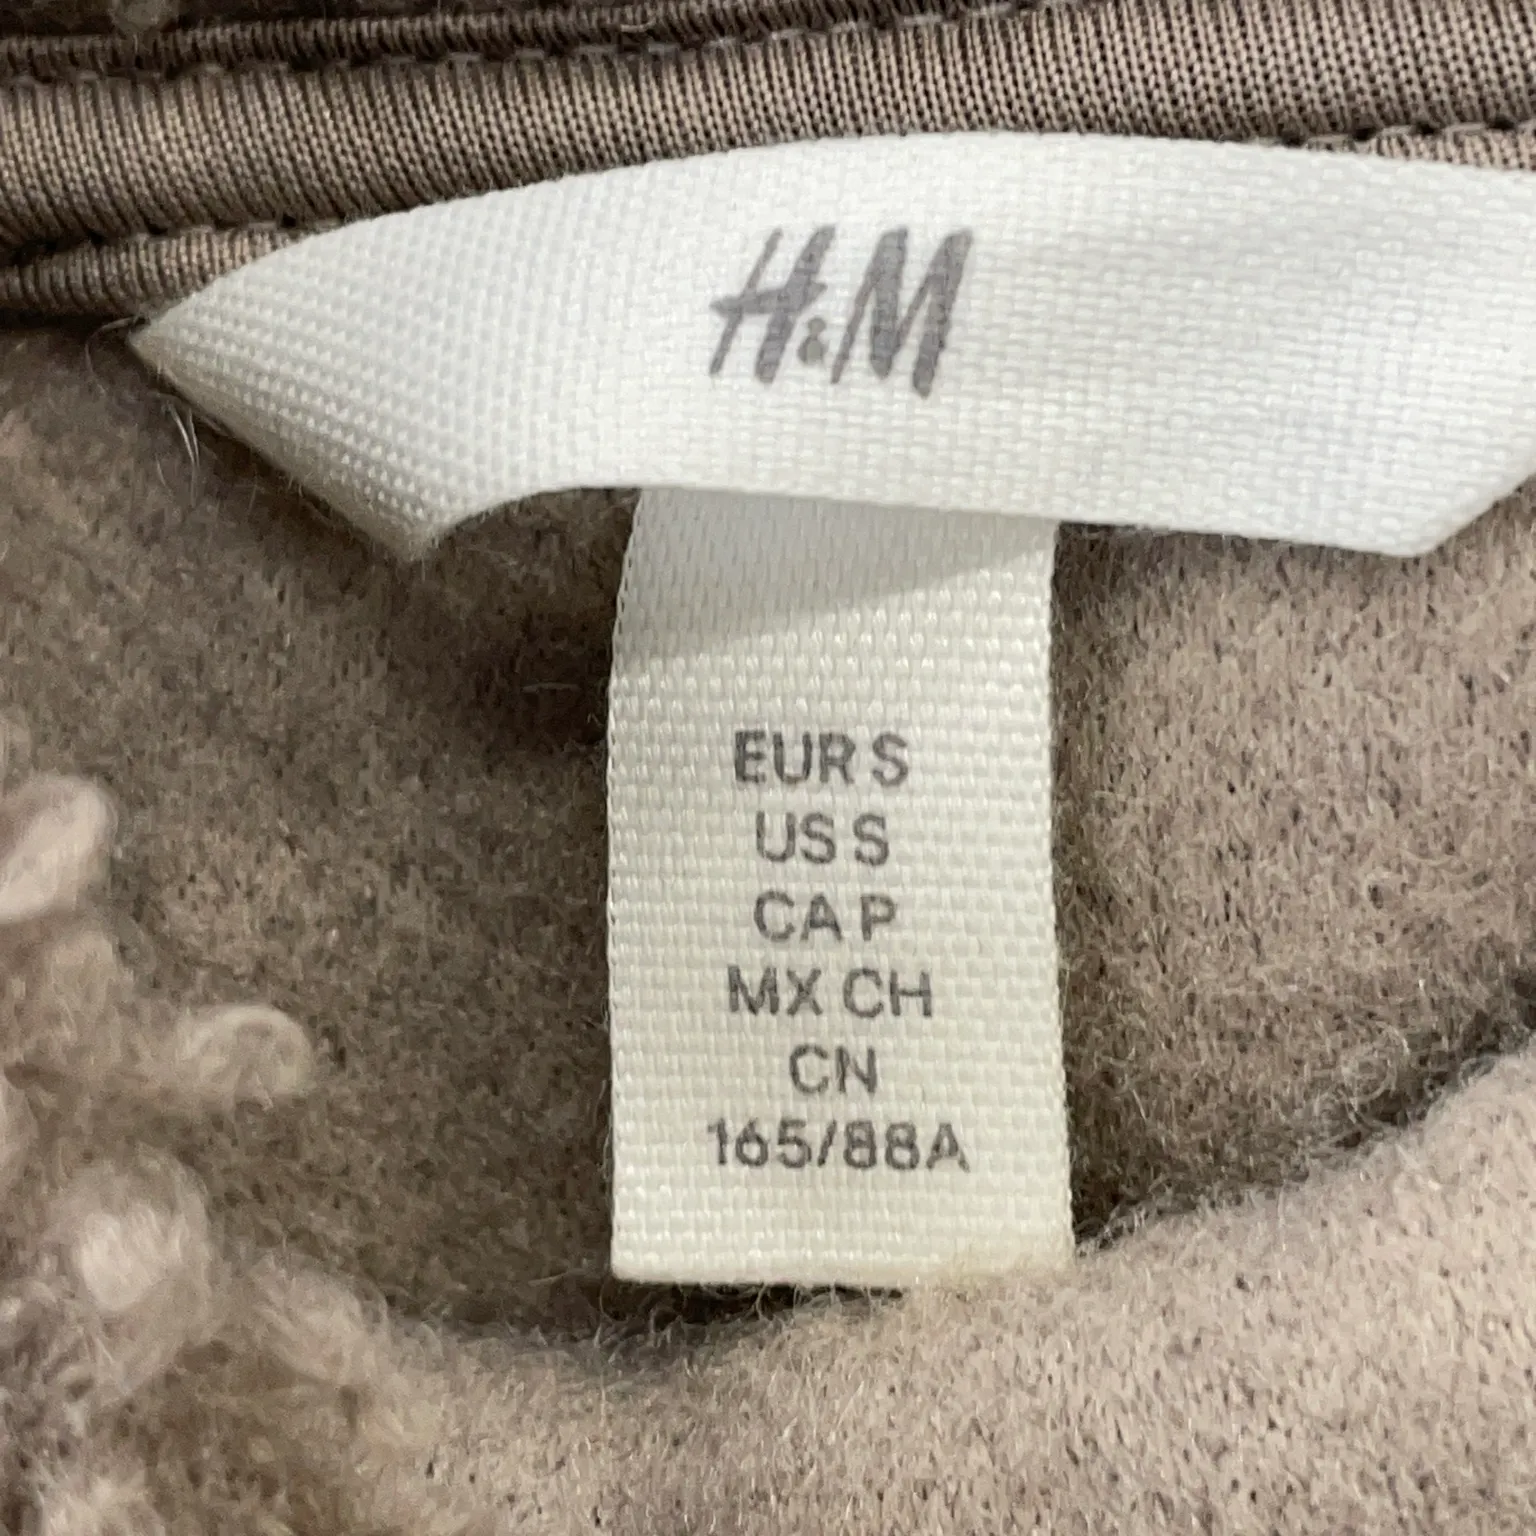 H&M
EUR S
US S
CA P
MX CH
CN
165/88A